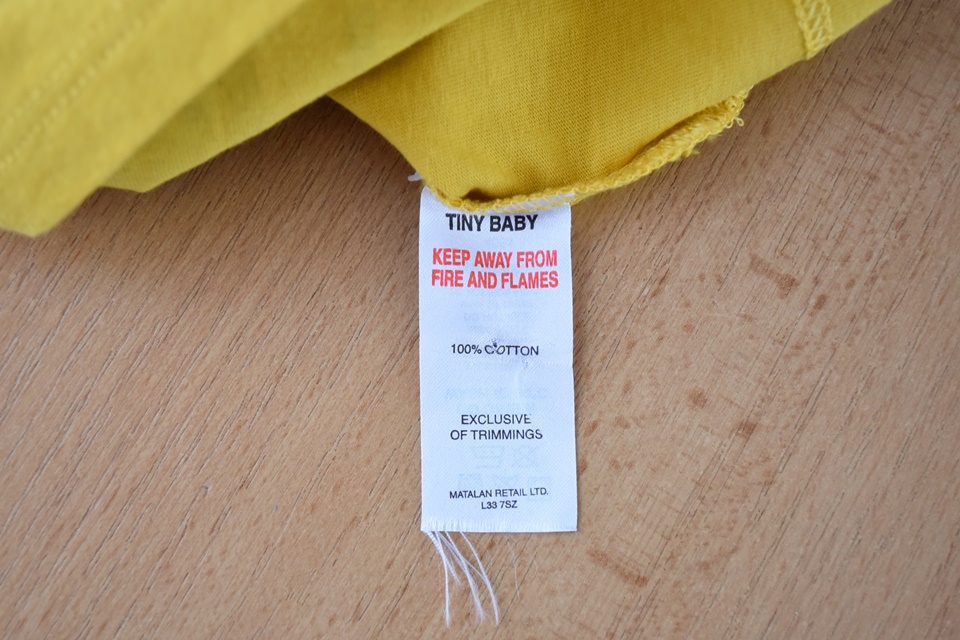 TINY BABY
KEEP AWAY FROM
FIRE AND FLAMES
100% COTTON
EXCLUSIVE
OF TRIMMINGS
MATALAN RETAIL LTD.
L33 7SZ